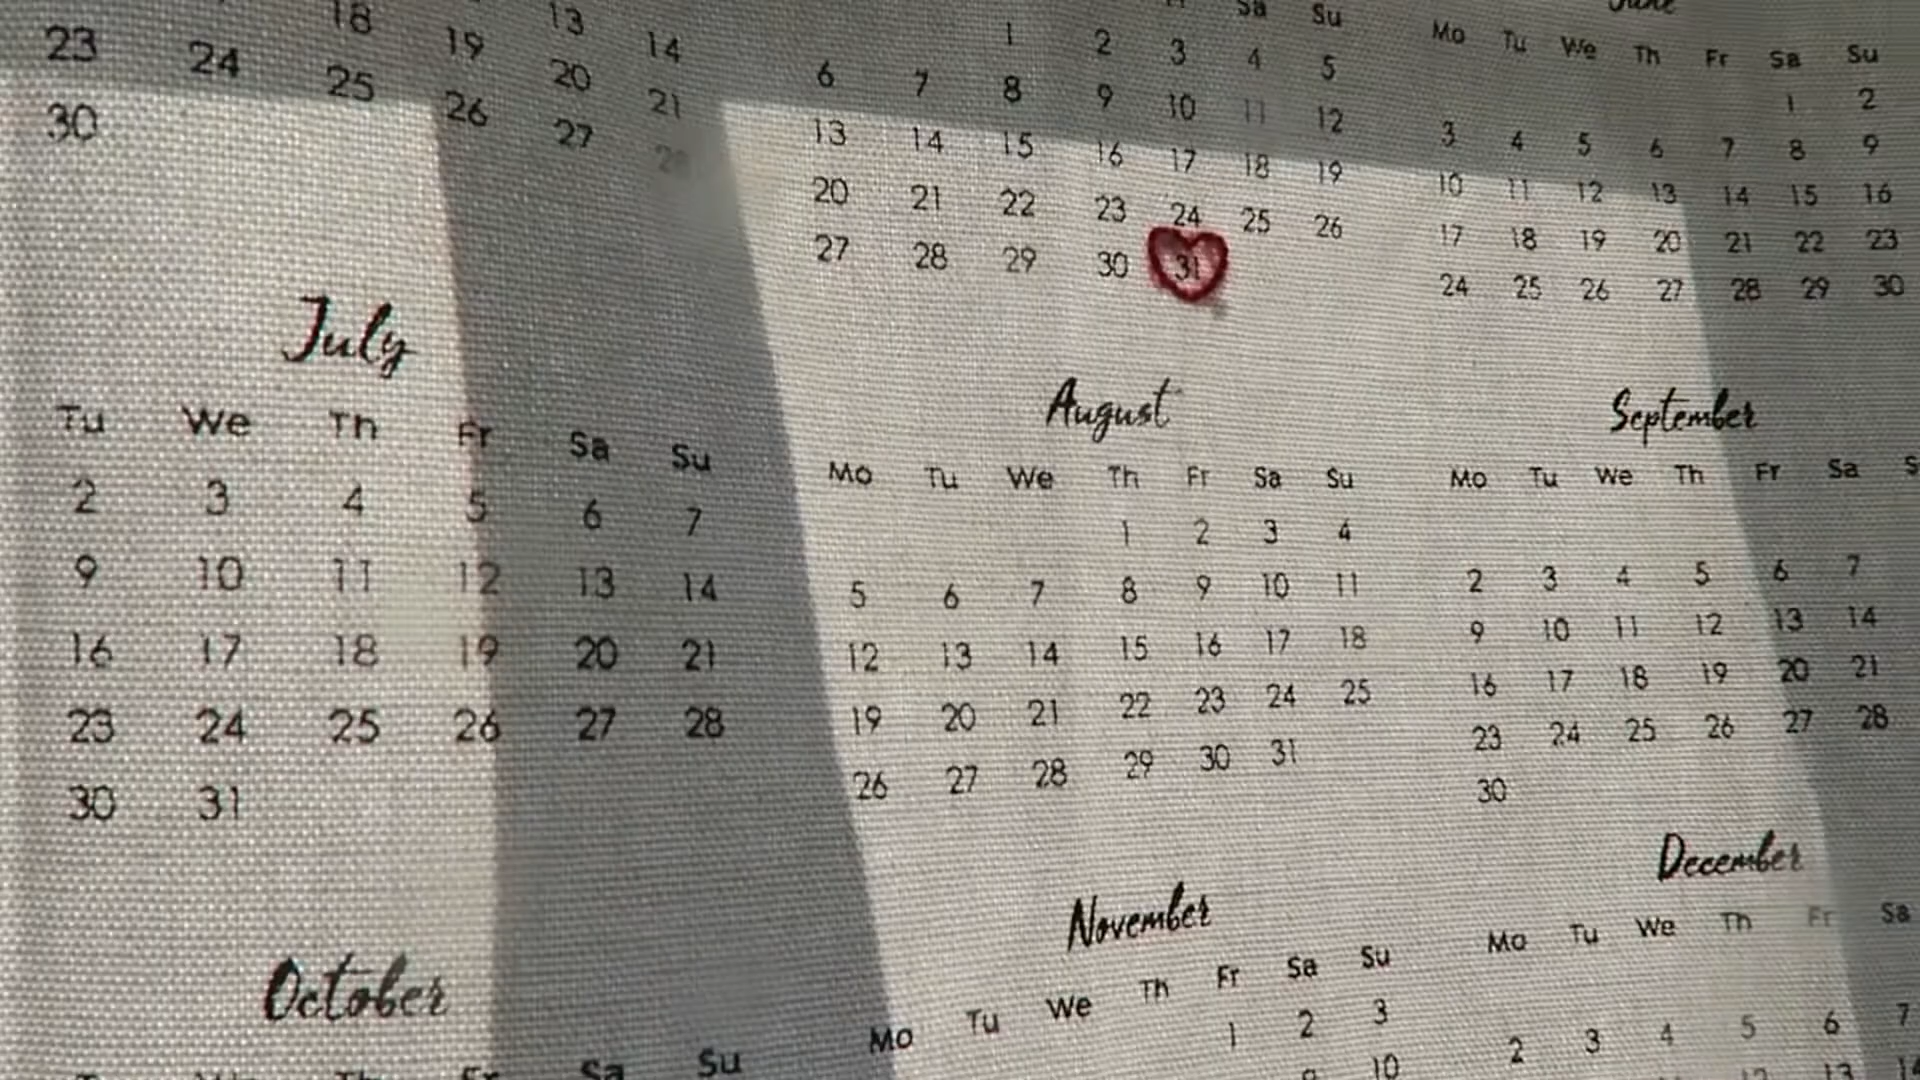 18 13
23 24 25 19 20 14
30 26 27 21
28
Sa Su
1 2 3 4 5
6 7 8 9 10 11 12
13 14 15 16 17 18 19
20 21 22 23 24 25 26
27 28 29 30 31
June
Mo Tu We Th Fr Sa Su
1 2
3 4 5 6 7 8 9
10 11 12 13 14 15 16
17 18 19 20 21 22 23
24 25 26 27 28 29 30
July
Tu We Th Fr Sa Su
2 3 4 5 6 7
9 10 11 12 13 14
16 17 18 19 20 21
23 24 25 26 27 28
30 31
August
Mo Tu We Th Fr Sa Su
1 2 3 4
5 6 7 8 9 10 11
12 13 14 15 16 17 18
19 20 21 22 23 24 25
26 27 28 29 30 31
September
Mo Tu We Th Fr Sa
2 3 4 5 6 7
9 10 11 12 13 14
16 17 18 19 20 21
23 24 25 26 27 28
30
October
Sa Su
November
Mo Tu We Th Fr Sa Su
1 2 3
10
December
Mo Tu We Th Fr Sa
2 3 4 5 6 7
13